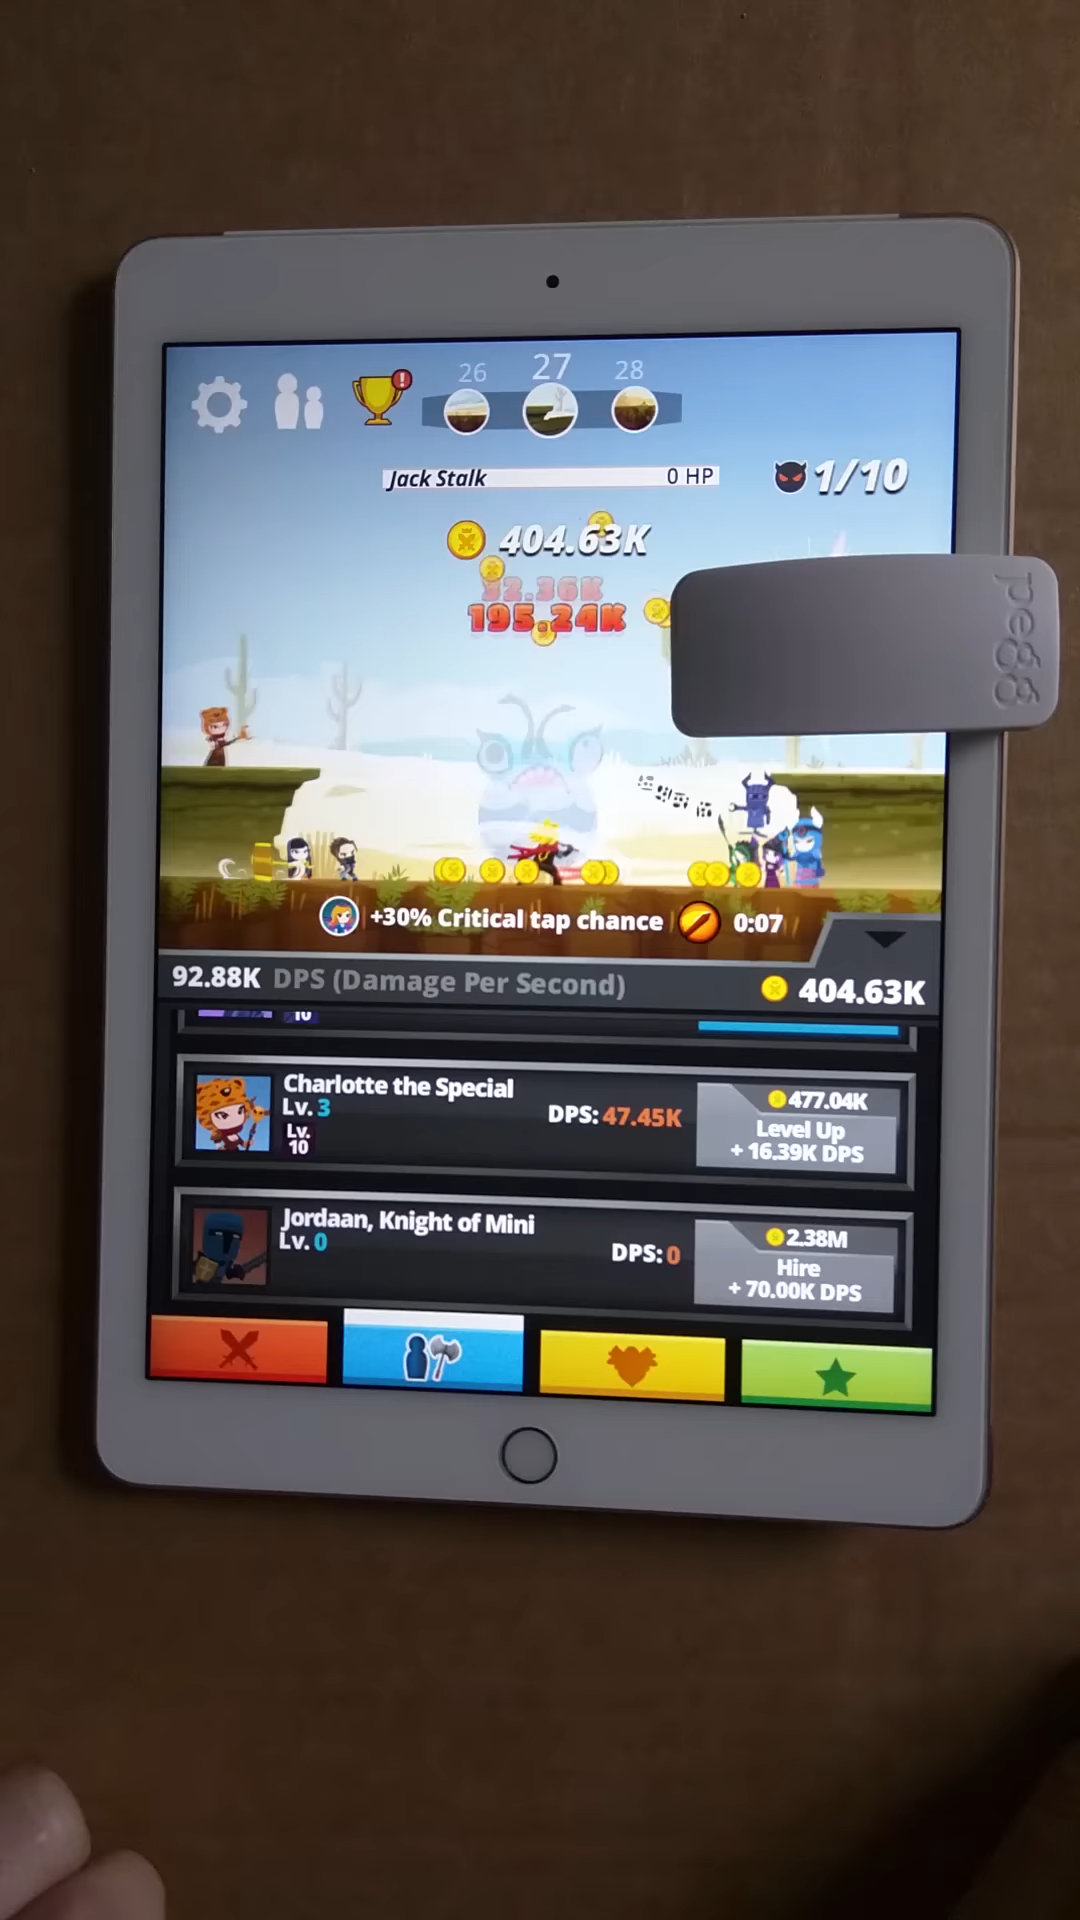 26 27 28
Jack Stalk 0 HP
1/10
404.63K
92.36K
195.24K
pegg
+30% Critical tap chance 0:07
92.88K DPS (Damage Per Second) 404.63K
10
Charlotte the Special
Lv. 3
Lv.
10
DPS: 47.45K
477.04K
Level Up
+ 16.39K DPS
Jordaan, Knight of Mini
Lv. 0
DPS: 0
2.38M
Hire
+ 70.00K DPS